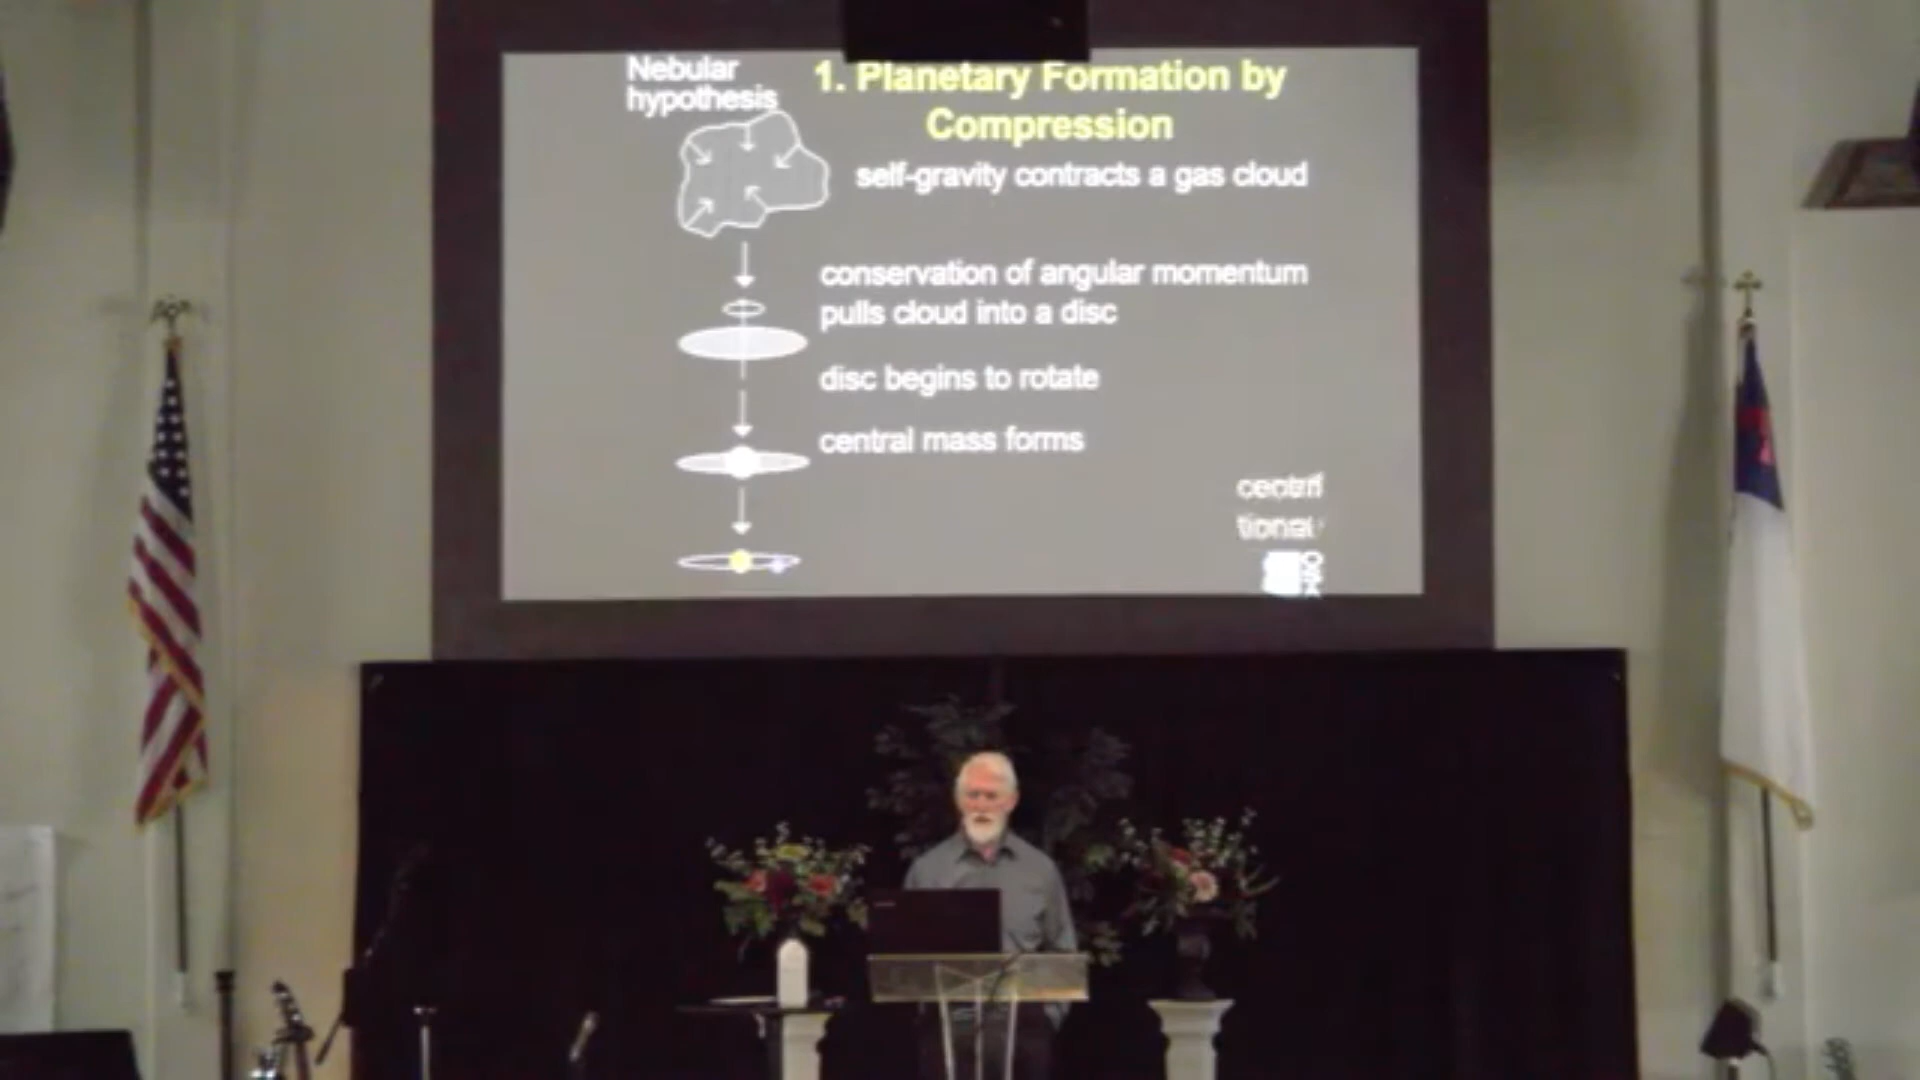 Nebular
hypothesis
1. Planetary Formation by
Compression
self-gravity contracts a gas cloud
conservation of angular momentum
pulls cloud into a disc
disc begins to rotate
central mass forms